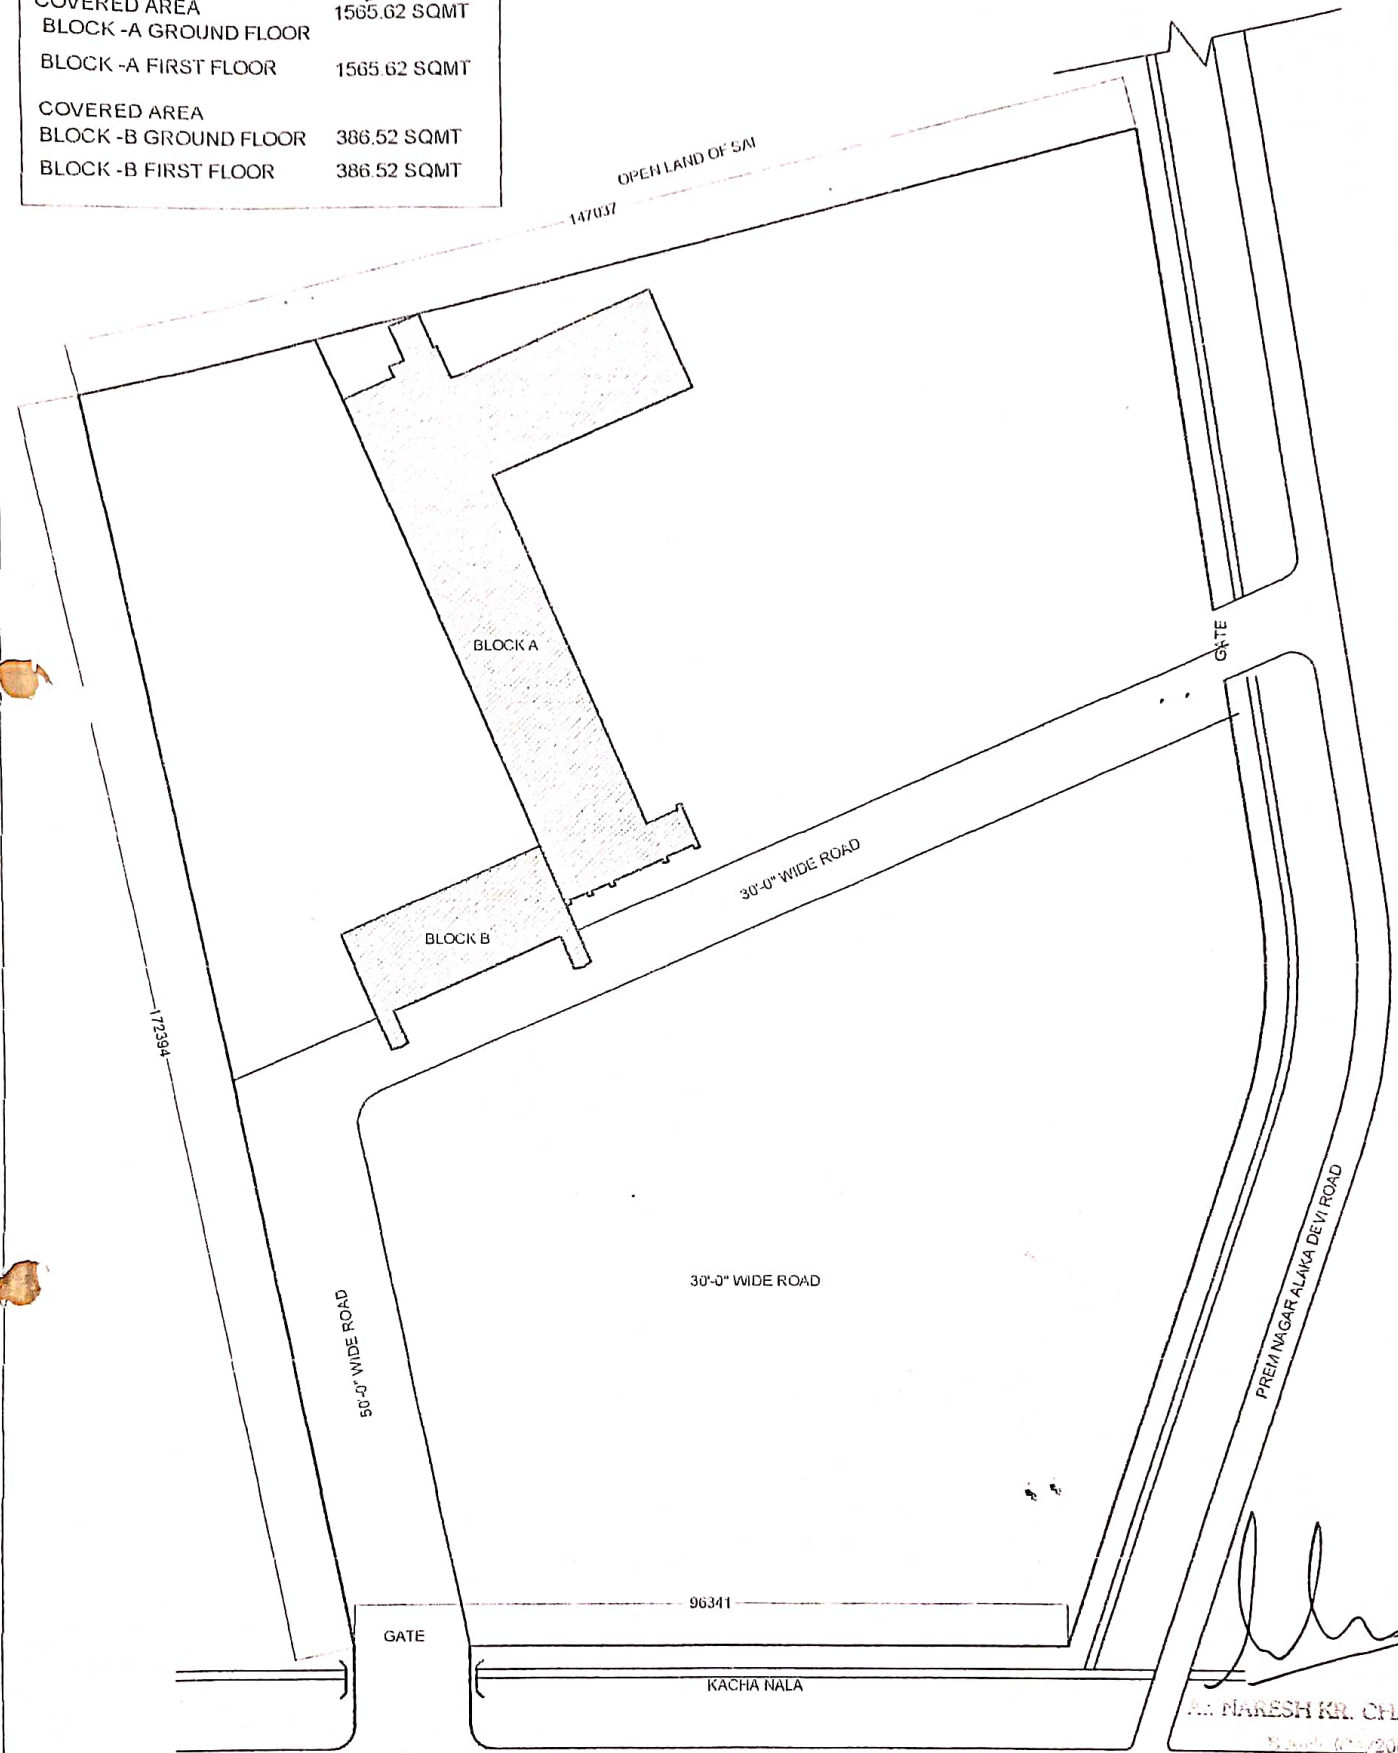 COVERED AREA 1565.62 SQMT
BLOCK -A GROUND FLOOR
BLOCK -A FIRST FLOOR 1565.62 SQMT
COVERED AREA
BLOCK -B GROUND FLOOR 386.52 SQMT
BLOCK -B FIRST FLOOR 386.52 SQMT
OPEN LAND OF SAI
147037
GATE
BLOCK A
30'-0" WIDE ROAD
BLOCK B
172394
30'-0" WIDE ROAD
50'-0" WIDE ROAD
PREM NAGAR ALAKA DEVI ROAD
96341
GATE
KACHA NALA
NARESH KR.